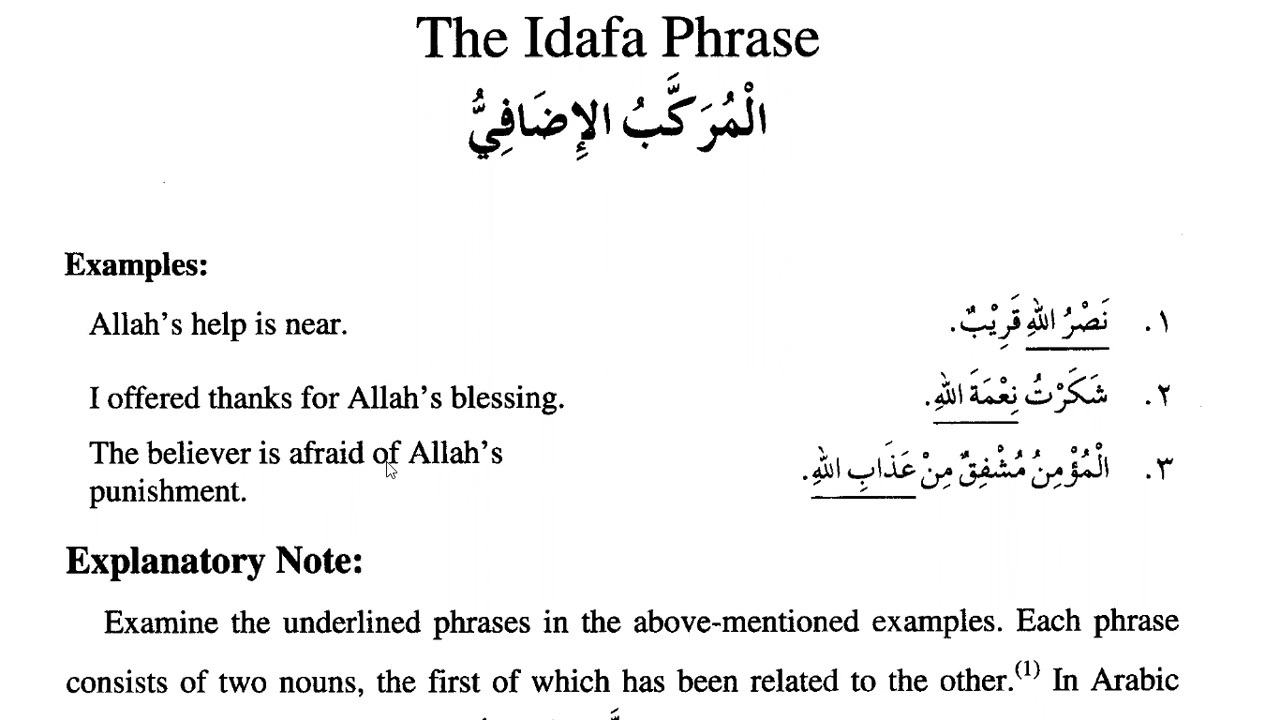 The Idafa Phrase
الْمُرَكَّبُ الإِضَافِيُّ
Examples:
Allah's help is near. ١. نَصْرُ اللهِ قَرِيْبٌ.
I offered thanks for Allah's blessing. ٢. شَكَرْتُ نِعْمَةَ اللهِ.
The believer is afraid of Allah's ٣. الْمُؤْمِنُ مُشْفِقٌ مِنْ عَذَابِ اللهِ.
punishment.
Explanatory Note:
Examine the underlined phrases in the above-mentioned examples. Each phrase
consists of two nouns, the first of which has been related to the other.(1) In Arabic